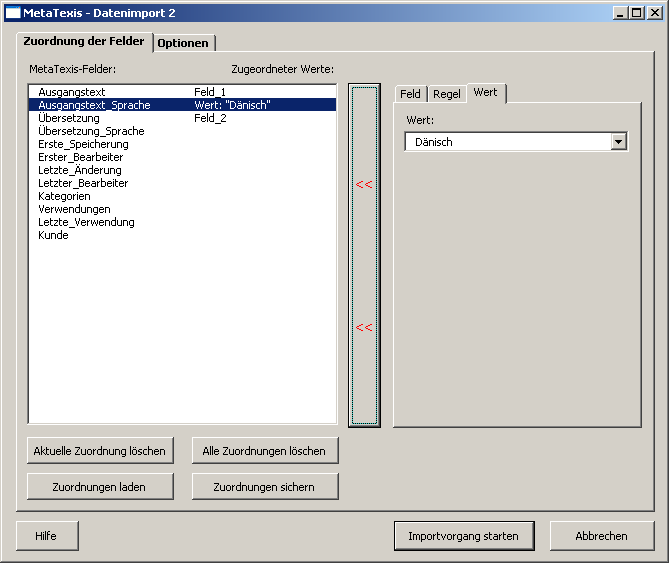 MetaTexis - Datenimport 2
Zuordnung der Felder Optionen
MetaTexis-Felder: Zugeordneter Werte:
Ausgangstext Feld_1
Ausgangstext_Sprache Wert: "Dänisch"
Übersetzung Feld_2
Übersetzung_Sprache
Erste_Speicherung
Erster_Bearbeiter
Letzte_Änderung
Letzter_Bearbeiter
Kategorien
Verwendungen
Letzte_Verwendung
Kunde
<<
<<
Feld Regel Wert
Wert:
Dänisch
Aktuelle Zuordnung löschen Alle Zuordnungen löschen
Zuordnungen laden Zuordnungen sichern
Hilfe Importvorgang starten Abbrechen